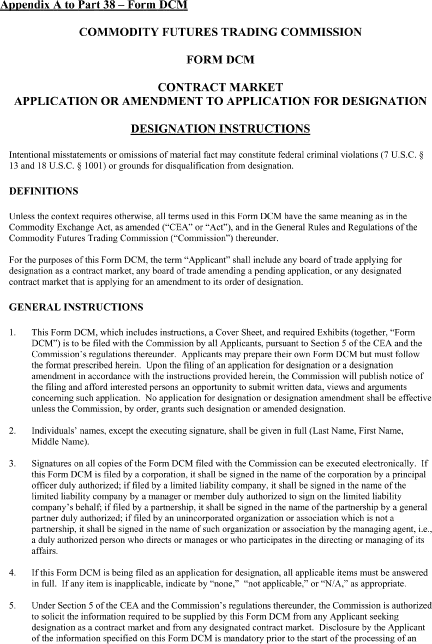 Appendix A to Part 38 – Form DCM
COMMODITY FUTURES TRADING COMMISSION
FORM DCM
CONTRACT MARKET
APPLICATION OR AMENDMENT TO APPLICATION FOR DESIGNATION
DESIGNATION INSTRUCTIONS
Intentional misstatements or omissions of material fact may constitute federal criminal violations (7 U.S.C. §
13 and 18 U.S.C. § 1001) or grounds for disqualification from designation.
DEFINITIONS
Unless the context requires otherwise, all terms used in this Form DCM have the same meaning as in the
Commodity Exchange Act, as amended (“CEA” or “Act”), and in the General Rules and Regulations of the
Commodity Futures Trading Commission (“Commission”) thereunder.
For the purposes of this Form DCM, the term “Applicant” shall include any board of trade applying for
designation as a contract market, any board of trade amending a pending application, or any designated
contract market that is applying for an amendment to its order of designation.
GENERAL INSTRUCTIONS
1. This Form DCM, which includes instructions, a Cover Sheet, and required Exhibits (together, “Form
DCM”) is to be filed with the Commission by all Applicants, pursuant to Section 5 of the CEA and the
Commission’s regulations thereunder. Applicants may prepare their own Form DCM but must follow
the format prescribed herein. Upon the filing of an application for designation or a designation
amendment in accordance with the instructions provided herein, the Commission will publish notice of
the filing and afford interested persons an opportunity to submit written data, views and arguments
concerning such application. No application for designation or designation amendment shall be effective
unless the Commission, by order, grants such designation or amended designation.
2. Individuals’ names, except the executing signature, shall be given in full (Last Name, First Name,
Middle Name).
3. Signatures on all copies of the Form DCM filed with the Commission can be executed electronically. If
this Form DCM is filed by a corporation, it shall be signed in the name of the corporation by a principal
officer duly authorized; if filed by a limited liability company, it shall be signed in the name of the
limited liability company by a manager or member duly authorized to sign on the limited liability
company’s behalf; if filed by a partnership, it shall be signed in the name of the partnership by a general
partner duly authorized; if filed by an unincorporated organization or association which is not a
partnership, it shall be signed in the name of such organization or association by the managing agent, i.e.,
a duly authorized person who directs or manages or who participates in the directing or managing of its
affairs.
4. If this Form DCM is being filed as an application for designation, all applicable items must be answered
in full. If any item is inapplicable, indicate by “none,” “not applicable,” or “N/A,” as appropriate.
5. Under Section 5 of the CEA and the Commission’s regulations thereunder, the Commission is authorized
to solicit the information required to be supplied by this Form DCM from any Applicant seeking
designation as a contract market and from any designated contract market. Disclosure by the Applicant
of the information specified on this Form DCM is mandatory prior to the start of the processing of an